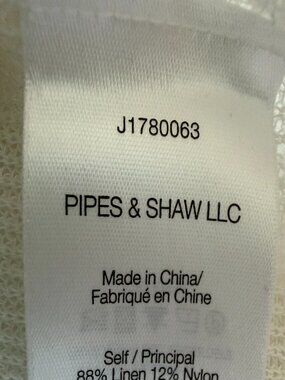 J1780063
PIPES & SHAW LLC
Made in China/
Fabriqué en Chine
Self / Principal
88% Linen 12% Nylon